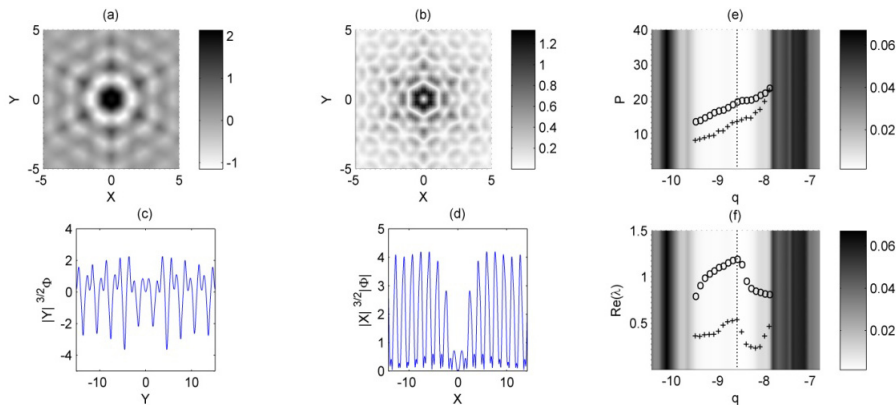 (a)
5
0
-5
Y
-5 0 5
X
2
1
0
-1
(b)
5
0
-5
Y
-5 0 5
X
1.2
1
0.8
0.6
0.4
0.2
(e)
40
30
20
10
P
-10 -9 -8 -7
q
0.06
0.04
0.02
(c)
4
2
0
-2
-4
|Y| 3/2Φ
-10 0 10
Y
(d)
5
4
3
2
1
0
|X| 3/2|Φ|
-10 0 10
X
(f)
1.5
1
0.5
Re(λ)
-10 -9 -8 -7
q
0.06
0.04
0.02